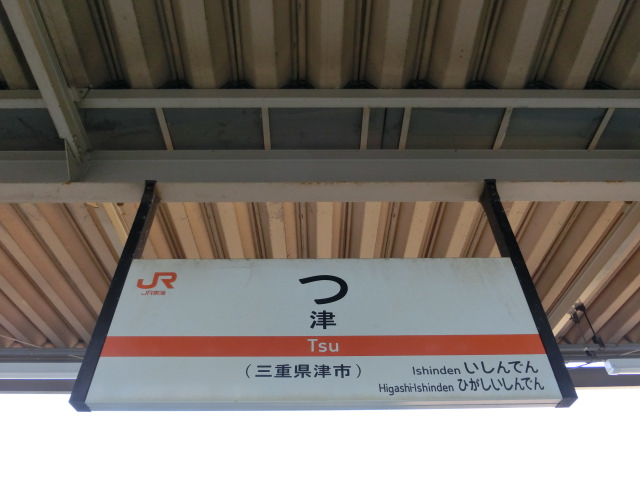 JR
JR東海
つ
津
Tsu
(三重県津市)
Ishinden いしんでん
Higashi-Ishinden ひがしいしんでん